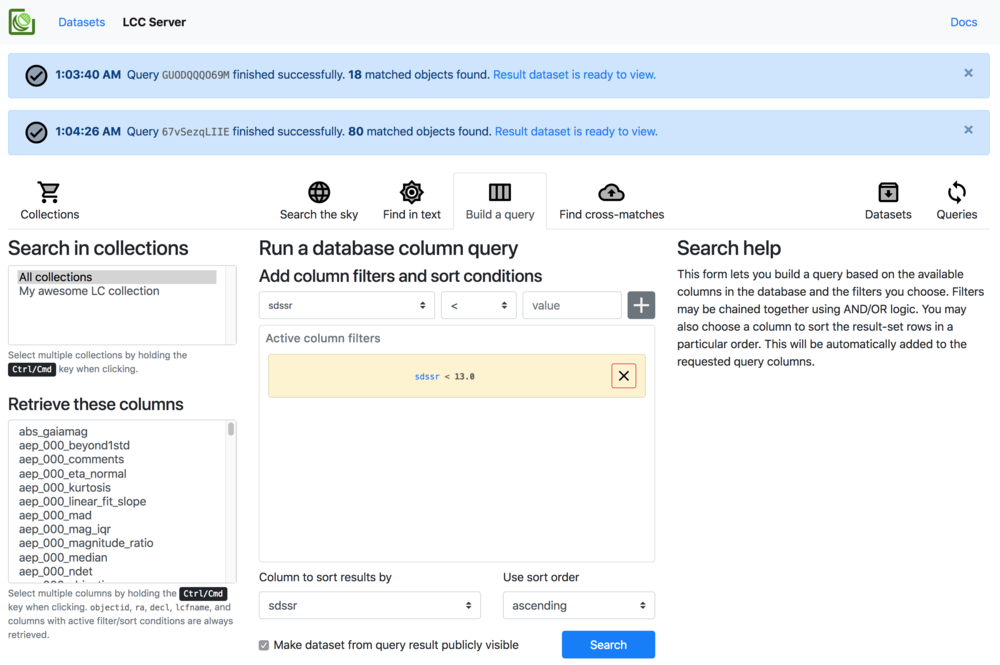 Datasets LCC Server Docs
1:03:40 AM Query GUODQQQO69M finished successfully. 18 matched objects found. Result dataset is ready to view. ×
1:04:26 AM Query 67vSezqLIIE finished successfully. 80 matched objects found. Result dataset is ready to view. ×
Collections Search the sky Find in text Build a query Find cross-matches Datasets Queries
Search in collections
All collections
My awesome LC collection
Select multiple collections by holding the
Ctrl/Cmd key when clicking.
Retrieve these columns
abs_gaiamag
aep_000_beyond1std
aep_000_comments
aep_000_eta_normal
aep_000_kurtosis
aep_000_linear_fit_slope
aep_000_mad
aep_000_mag_iqr
aep_000_magnitude_ratio
aep_000_median
aep_000_ndet
Select multiple columns by holding the Ctrl/Cmd
key when clicking. objectid, ra, decl, lcfname, and
columns with active filter/sort conditions are always
retrieved.
Run a database column query
Add column filters and sort conditions
sdssr < value
Active column filters
sdssr < 13.0
Column to sort results by Use sort order
sdssr ascending
Make dataset from query result publicly visible Search
Search help
This form lets you build a query based on the available
columns in the database and the filters you choose. Filters
may be chained together using AND/OR logic. You may
also choose a column to sort the result-set rows in a
particular order. This will be automatically added to the
requested query columns.